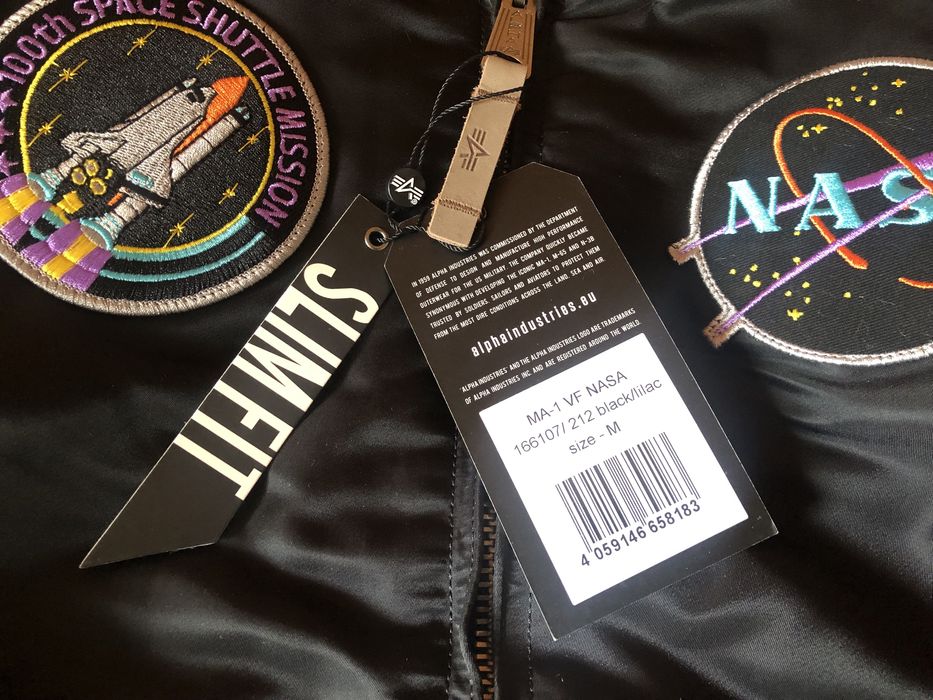 100th SPACE SHUTTLE MISSION
NAS
SLIMFIT
IN 1959 ALPHA INDUSTRIES WAS COMMISSIONED BY THE DEPARTMENT
OF DEFENSE TO DESIGN AND MANUFACTURE HIGH PERFORMANCE
OUTERWEAR FOR THE US MILITARY. THE COMPANY QUICKLY BECAME
SYNONYMOUS WITH DEVELOPING THE ICONIC MA-1, M-65 AND N-3B
TRUSTED BY SOLDIERS, SAILORS AND AVIATORS TO PROTECT THEM
FROM THE MOST DIRE CONDITIONS ACROSS THE LAND, SEA AND AIR.
alphaindustries.eu
'ALPHA INDUSTRIES' AND THE ALPHA INDUSTRIES LOGO ARE TRADEMARKS
OF ALPHA INDUSTRIES INC AND ARE REGISTERED AROUND THE WORLD.
MA-1 VF NASA
166107/ 212 black/lilac
size - M
4 059146 658183